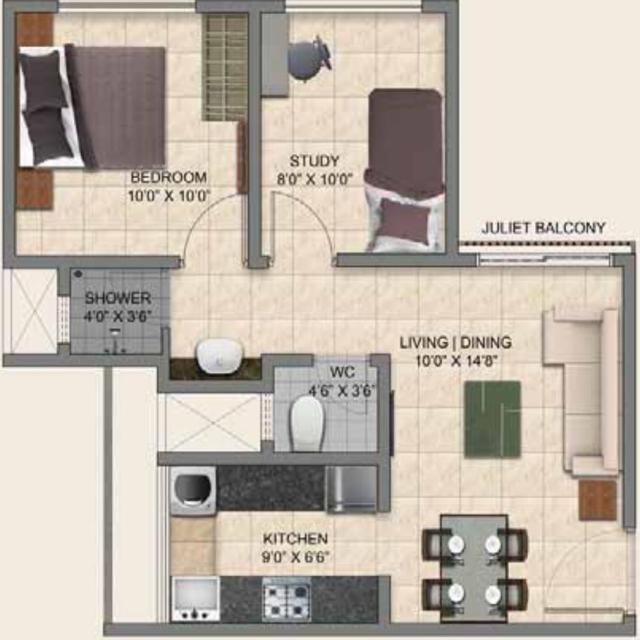 BEDROOM
10'0" X 10'0"
STUDY
8'0" X 10'0"
JULIET BALCONY
SHOWER
4'0" X 3'6"
LIVING | DINING
10'0" X 14'8"
WC
4'6" X 3'6"
KITCHEN
9'0" X 6'6"